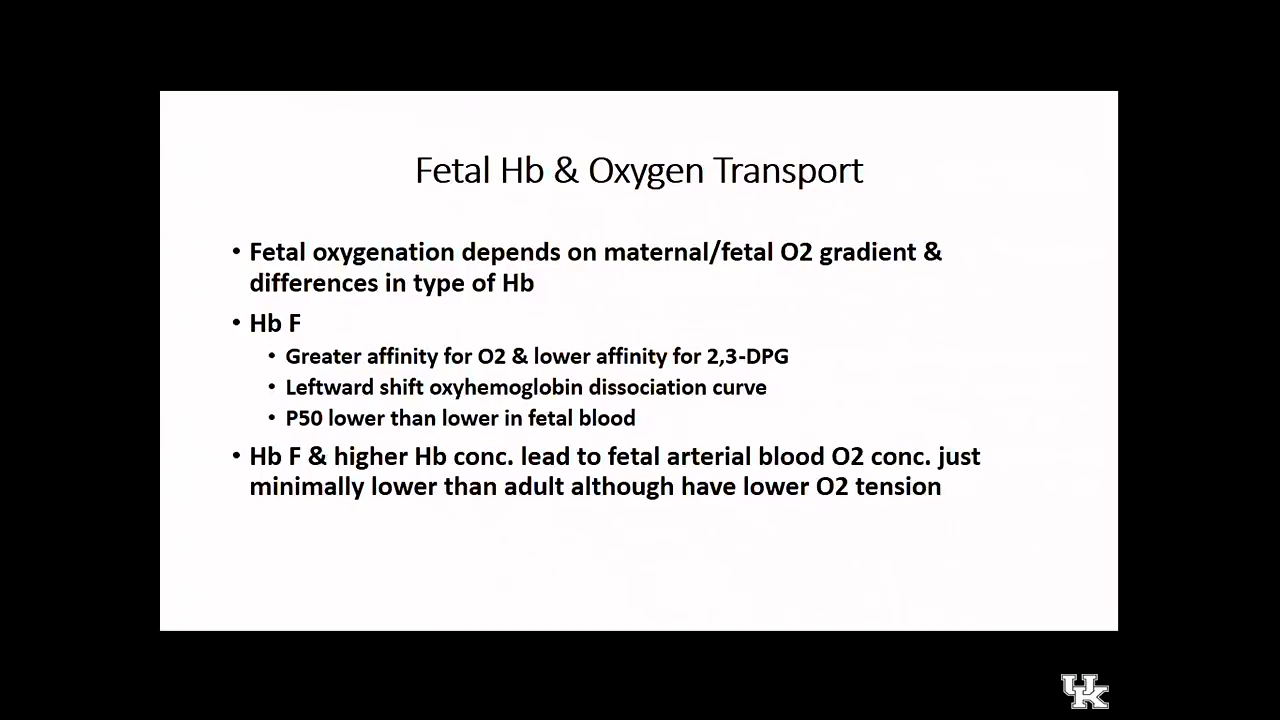 Fetal Hb & Oxygen Transport
• Fetal oxygenation depends on maternal/fetal O2 gradient &
differences in type of Hb
• Hb F
• Greater affinity for O2 & lower affinity for 2,3-DPG
• Leftward shift oxyhemoglobin dissociation curve
• P50 lower than lower in fetal blood
• Hb F & higher Hb conc. lead to fetal arterial blood O2 conc. just
minimally lower than adult although have lower O2 tension
UK